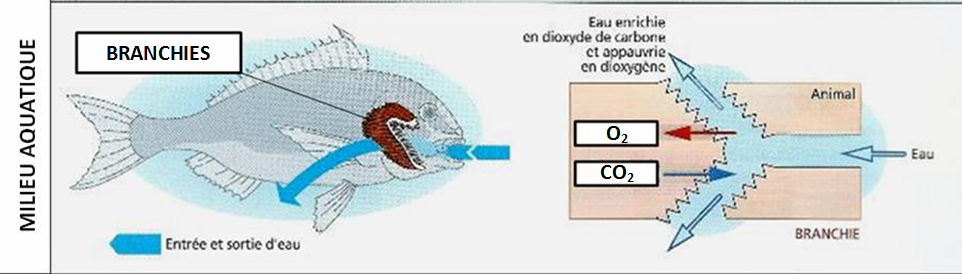 MILIEU AQUATIQUE
BRANCHIES
Entrée et sortie d'eau
Eau enrichie
en dioxyde de carbone
et appauvrie
en dioxygène
Animal
O₂
CO₂
Eau
BRANCHIE